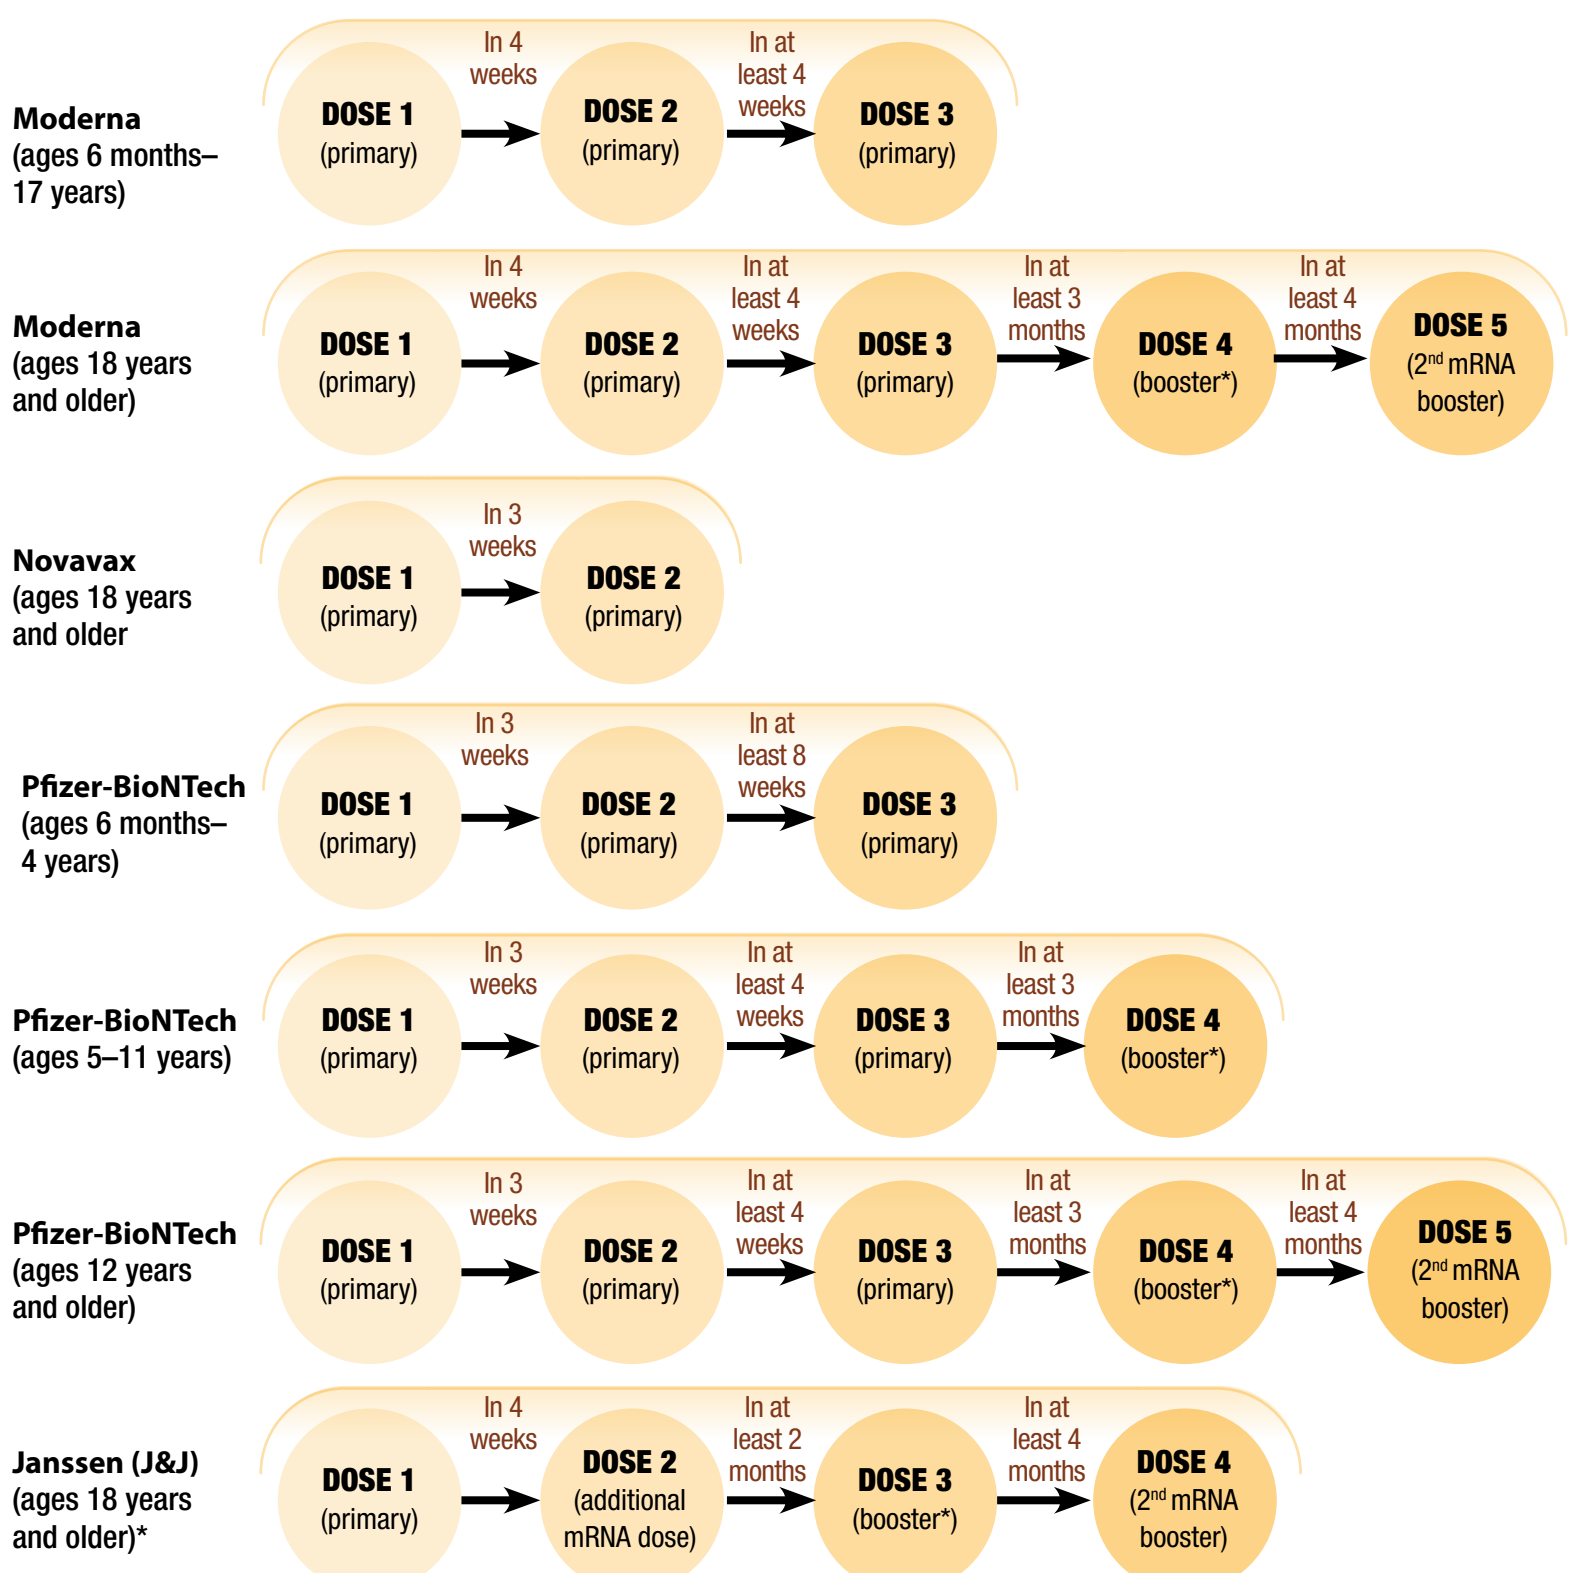 Moderna
(ages 6 months–
17 years)
DOSE 1
(primary)
In 4
weeks
DOSE 2
(primary)
In at
least 4
weeks
DOSE 3
(primary)
Moderna
(ages 18 years
and older)
DOSE 1
(primary)
In 4
weeks
DOSE 2
(primary)
In at
least 4
weeks
DOSE 3
(primary)
In at
least 3
months
DOSE 4
(booster*)
In at
least 4
months
DOSE 5
(2nd mRNA
booster)
Novavax
(ages 18 years
and older
DOSE 1
(primary)
In 3
weeks
DOSE 2
(primary)
Pfizer-BioNTech
(ages 6 months–
4 years)
DOSE 1
(primary)
In 3
weeks
DOSE 2
(primary)
In at
least 8
weeks
DOSE 3
(primary)
Pfizer-BioNTech
(ages 5–11 years)
DOSE 1
(primary)
In 3
weeks
DOSE 2
(primary)
In at
least 4
weeks
DOSE 3
(primary)
In at
least 3
months
DOSE 4
(booster*)
Pfizer-BioNTech
(ages 12 years
and older)
DOSE 1
(primary)
In 3
weeks
DOSE 2
(primary)
In at
least 4
weeks
DOSE 3
(primary)
In at
least 3
months
DOSE 4
(booster*)
In at
least 4
months
DOSE 5
(2nd mRNA
booster)
Janssen (J&J)
(ages 18 years
and older)*
DOSE 1
(primary)
In 4
weeks
DOSE 2
(additional
mRNA dose)
In at
least 2
months
DOSE 3
(booster*)
In at
least 4
months
DOSE 4
(2nd mRNA
booster)